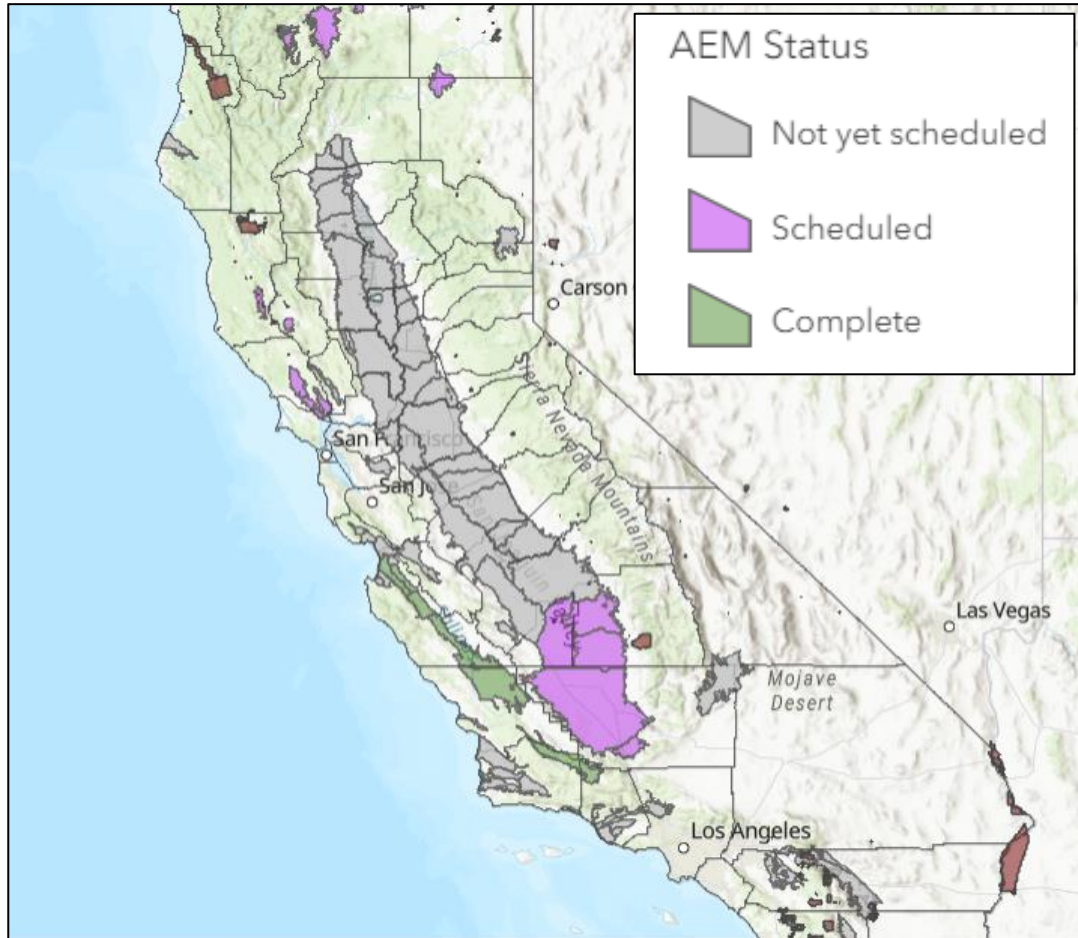 AEM Status
Not yet scheduled
Scheduled
Complete
Carson
Sierra Nevada Mountains
San Francisco
San Jose
Las Vegas
Mojave
Desert
Los Angeles